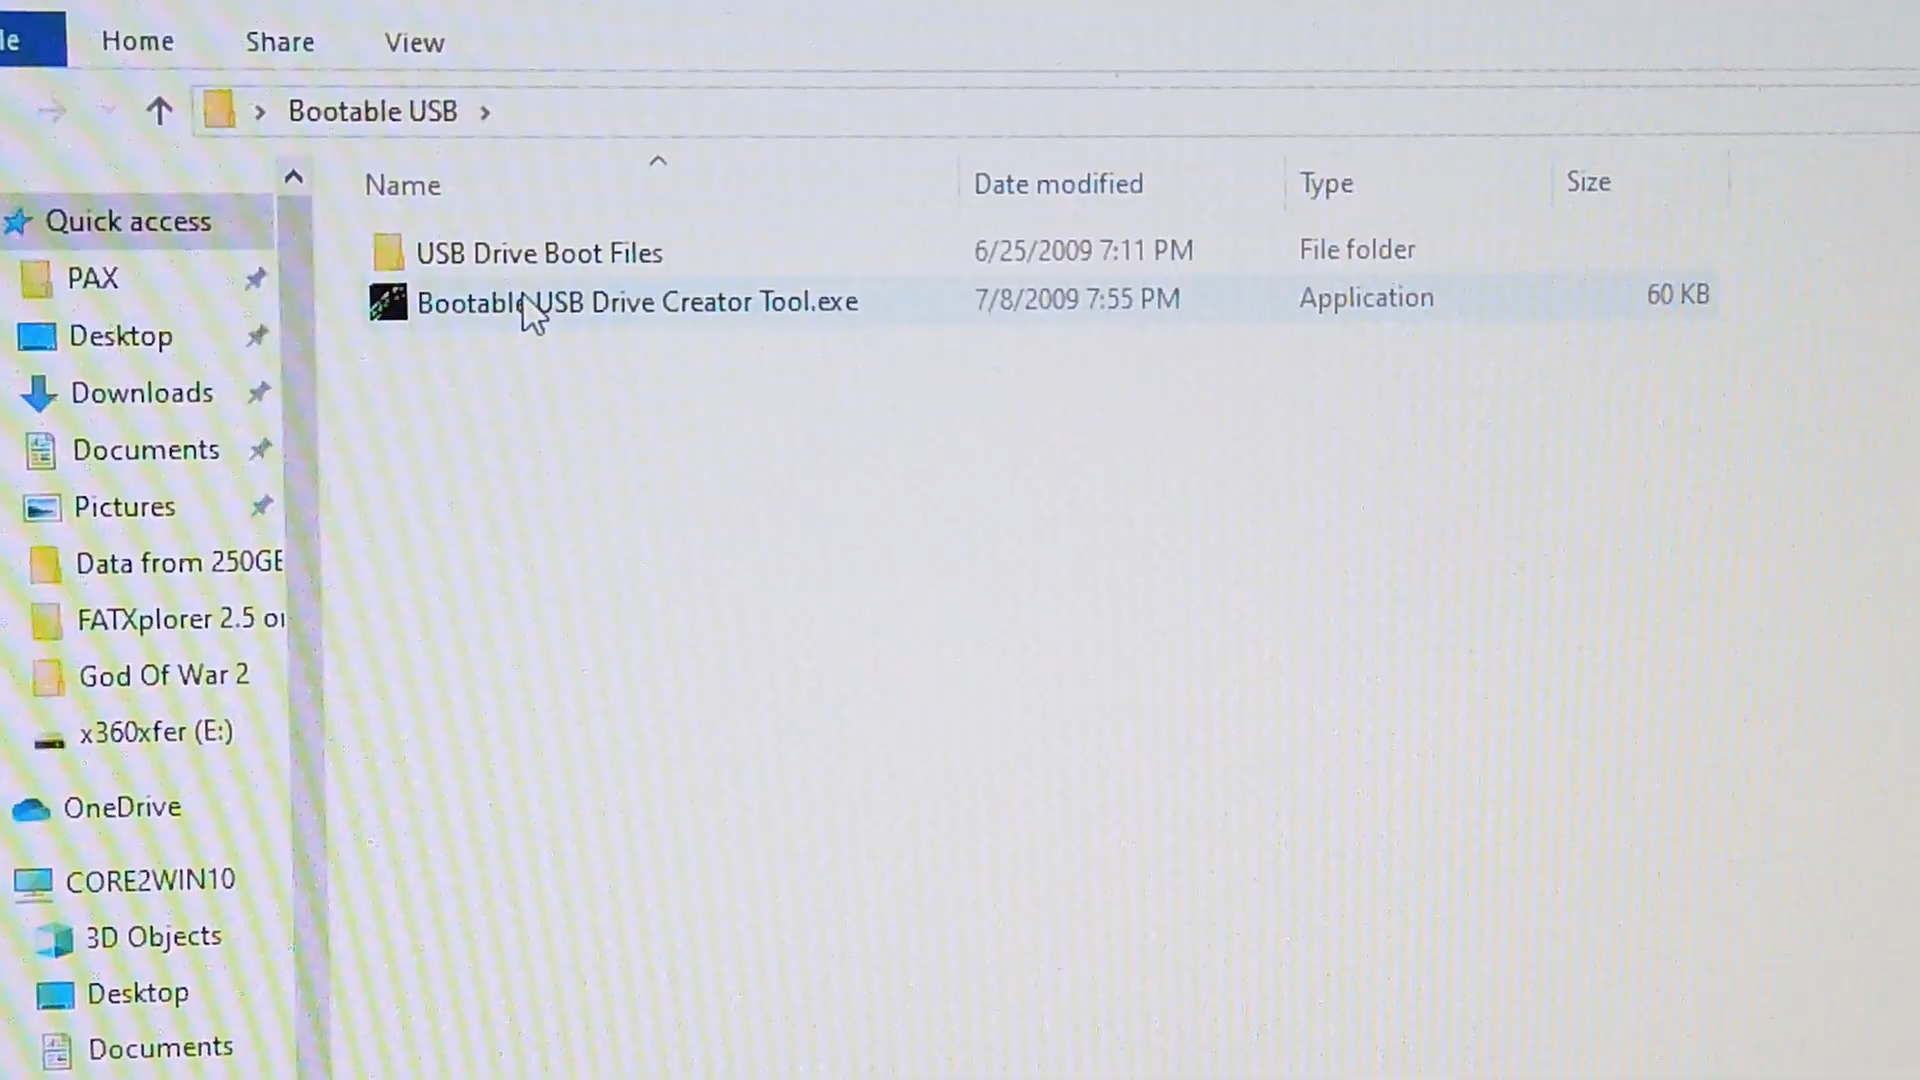 le Home Share View
Bootable USB
Name Date modified Type Size
Quick access
USB Drive Boot Files 6/25/2009 7:11 PM File folder
PAX
Bootable USB Drive Creator Tool.exe 7/8/2009 7:55 PM Application 60 KB
Desktop
Downloads
Documents
Pictures
Data from 250GE
FATXplorer 2.5 or
God Of War 2
x360xfer (E:)
OneDrive
CORE2WIN10
3D Objects
Desktop
Documents